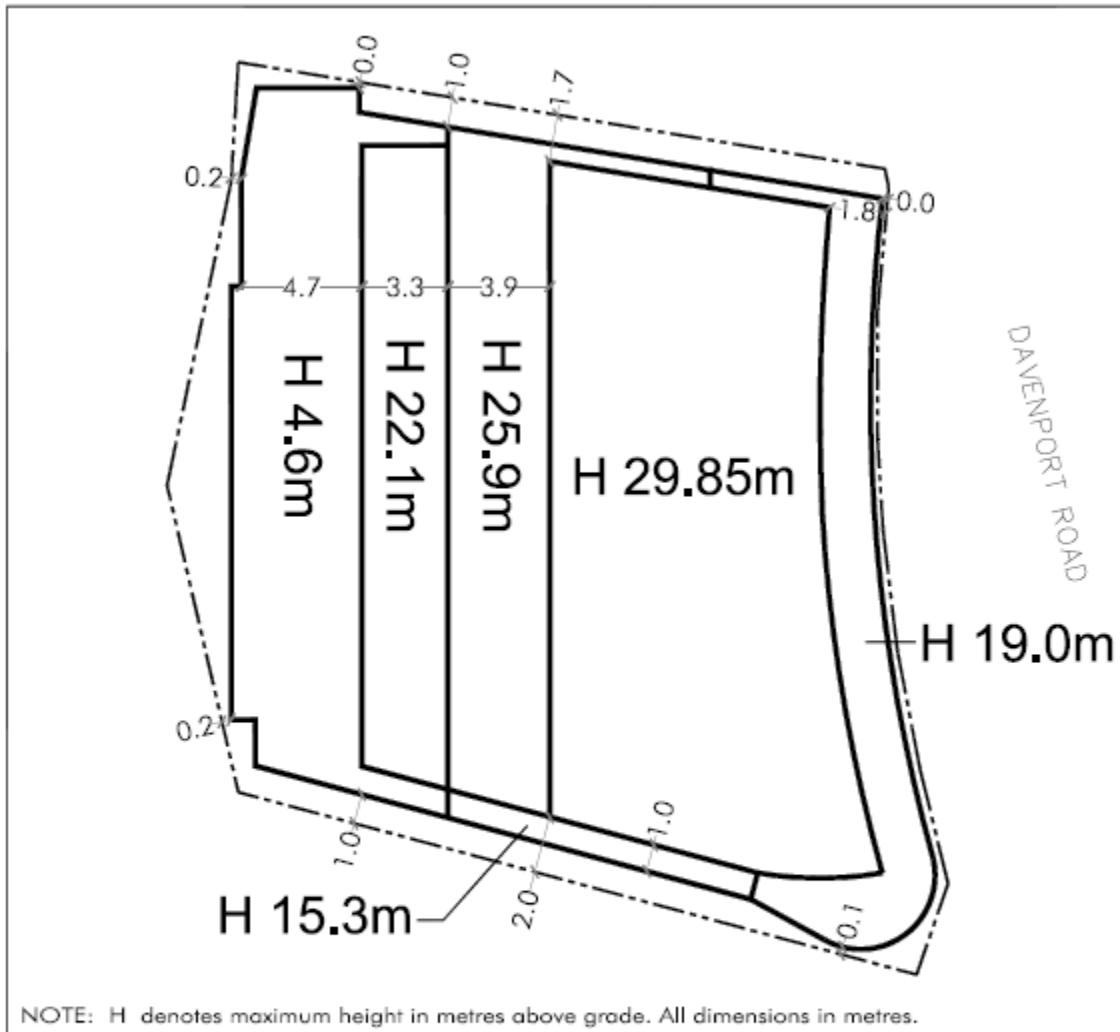 0.0
1.0
1.7
0.2
1.8
0.0
4.7
3.3
3.9
H 4.6m
H 22.1m
H 25.9m
H 29.85m
DAVENPORT ROAD
H 19.0m
0.2
1.0
1.0
2.0
H 15.3m
0.1
NOTE: H denotes maximum height in metres above grade. All dimensions in metres.